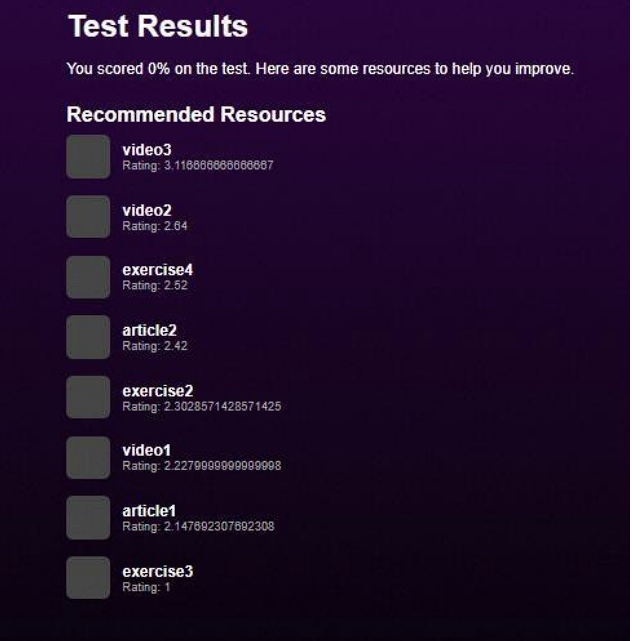 Test Results
You scored 0% on the test. Here are some resources to help you improve.
Recommended Resources
video3
Rating: 3.116666666666667
video2
Rating: 2.64
exercise4
Rating: 2.52
article2
Rating: 2.42
exercise2
Rating: 2.3028571428571425
video1
Rating: 2.2279999999999998
article1
Rating: 2.147692307692308
exercise3
Rating: 1